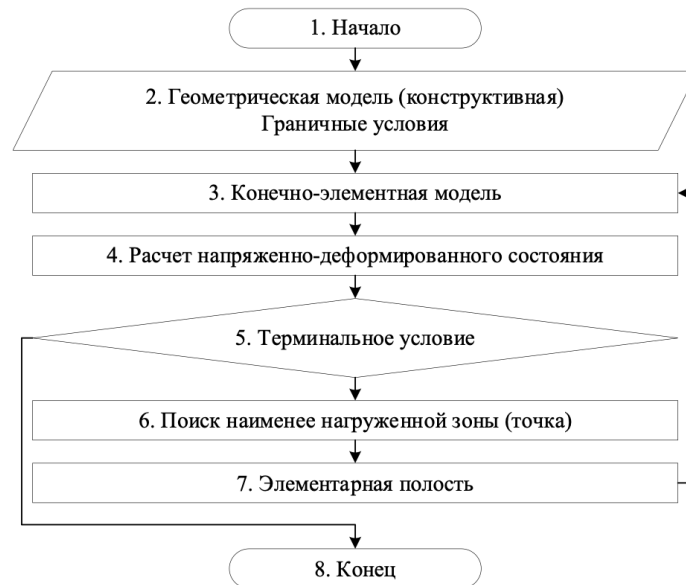 1. Начало
2. Геометрическая модель (конструктивная)
Граничные условия
3. Конечно-элементная модель
4. Расчет напряженно-деформированного состояния
5. Терминальное условие
6. Поиск наименее нагруженной зоны (точка)
7. Элементарная полость
8. Конец